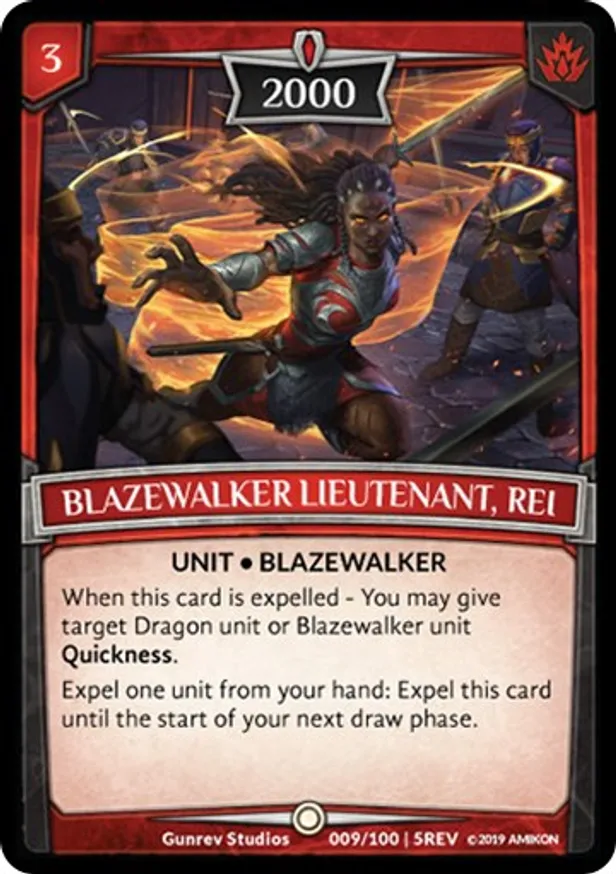 3
2000
BLAZEWALKER LIEUTENANT, REI
UNIT • BLAZEWALKER
When this card is expelled - You may give
target Dragon unit or Blazewalker unit
Quickness.
Expel one unit from your hand: Expel this card
until the start of your next draw phase.
Gunrev Studios 009/100 | 5REV ©2019 AMIKON